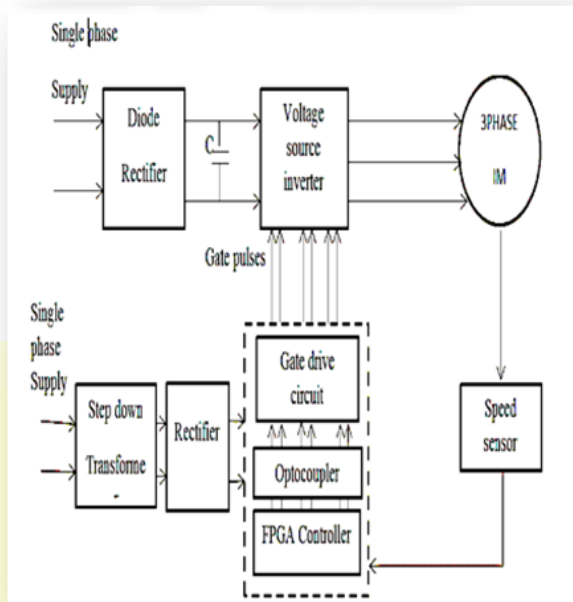 Single phase
Supply
Diode
Rectifier
C
Voltage
source
inverter
3PHASE
IM
Gate pulses
Single
phase
Supply
Step down
Transforme
Rectifier
Gate drive
circuit
Optocoupler
FPGA Controller
Speed
sensor